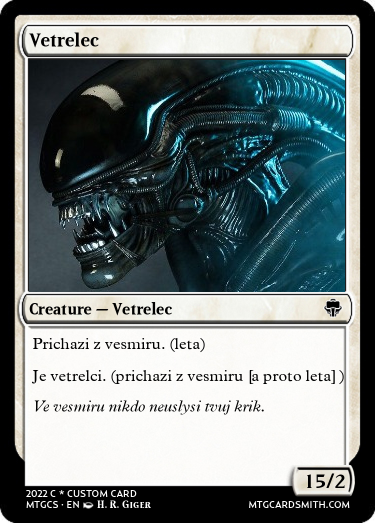 Vetrelec
Creature — Vetrelec
Prichazi z vesmiru. (leta)
Je vetrelci. (prichazi z vesmiru [a proto leta] )
Ve vesmiru nikdo neuslysi tvuj krik.
15/2
2022 C * CUSTOM CARD
MTGCS · EN H. R. GIGER
MTGCARDSMITH.COM